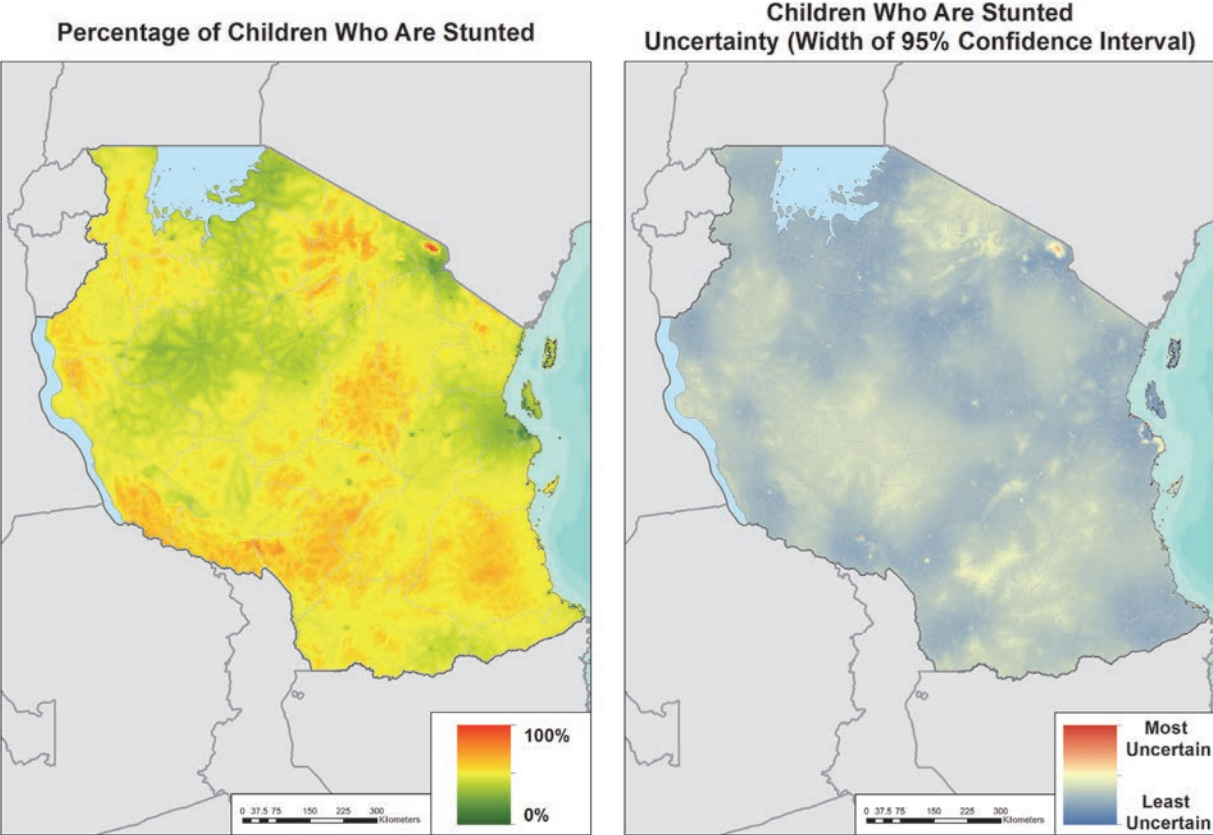 Percentage of Children Who Are Stunted
100%
0%
0 37.5 75 150 225 300
Kilometers
Children Who Are Stunted
Uncertainty (Width of 95% Confidence Interval)
Most
Uncertain
Least
Uncertain
0 37.5 75 150 225 300
Kilometers